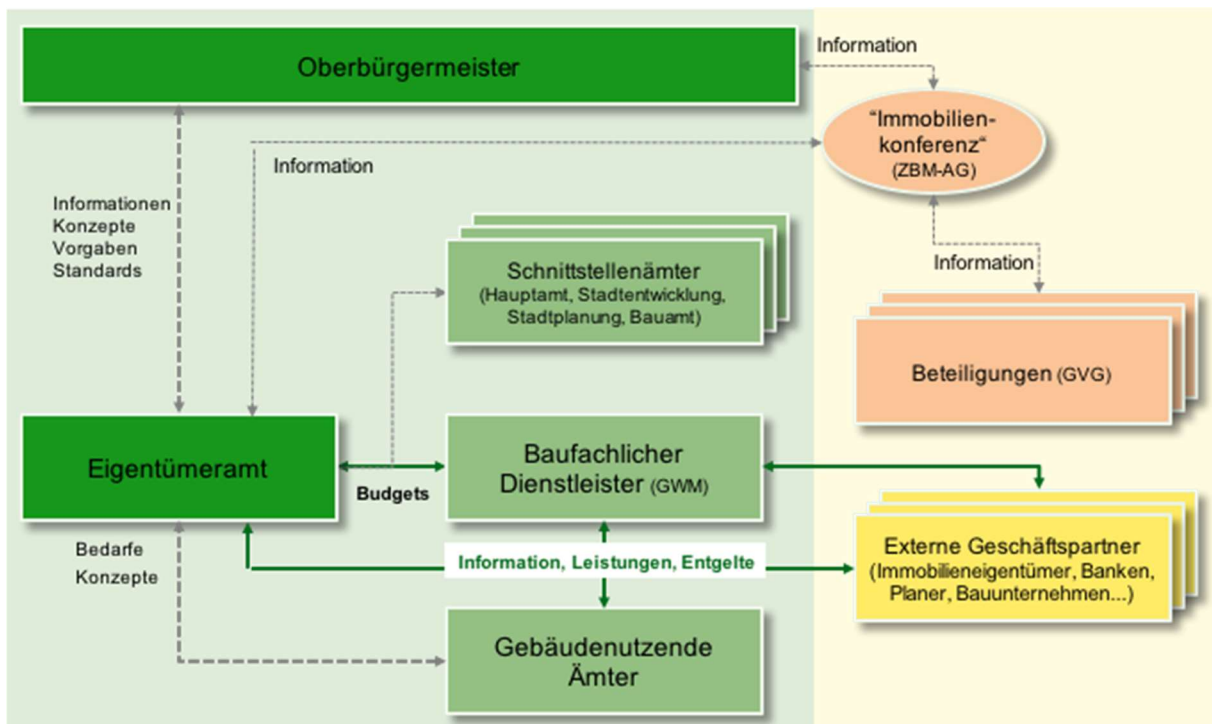 Oberbürgermeister
Information
“Immobilien-
konferenz“
(ZBM-AG)
Information
Informationen
Konzepte
Vorgaben
Standards
Schnittstellenämter
(Hauptamt, Stadtentwicklung,
Stadtplanung, Bauamt)
Information
Beteiligungen (GVG)
Eigentümeramt
Budgets
Baufachlicher
Dienstleister (GWM)
Bedarfe
Konzepte
Information, Leistungen, Entgelte
Externe Geschäftspartner
(Immobilieneigentümer, Banken,
Planer, Bauunternehmen...)
Gebäudenutzende
Ämter